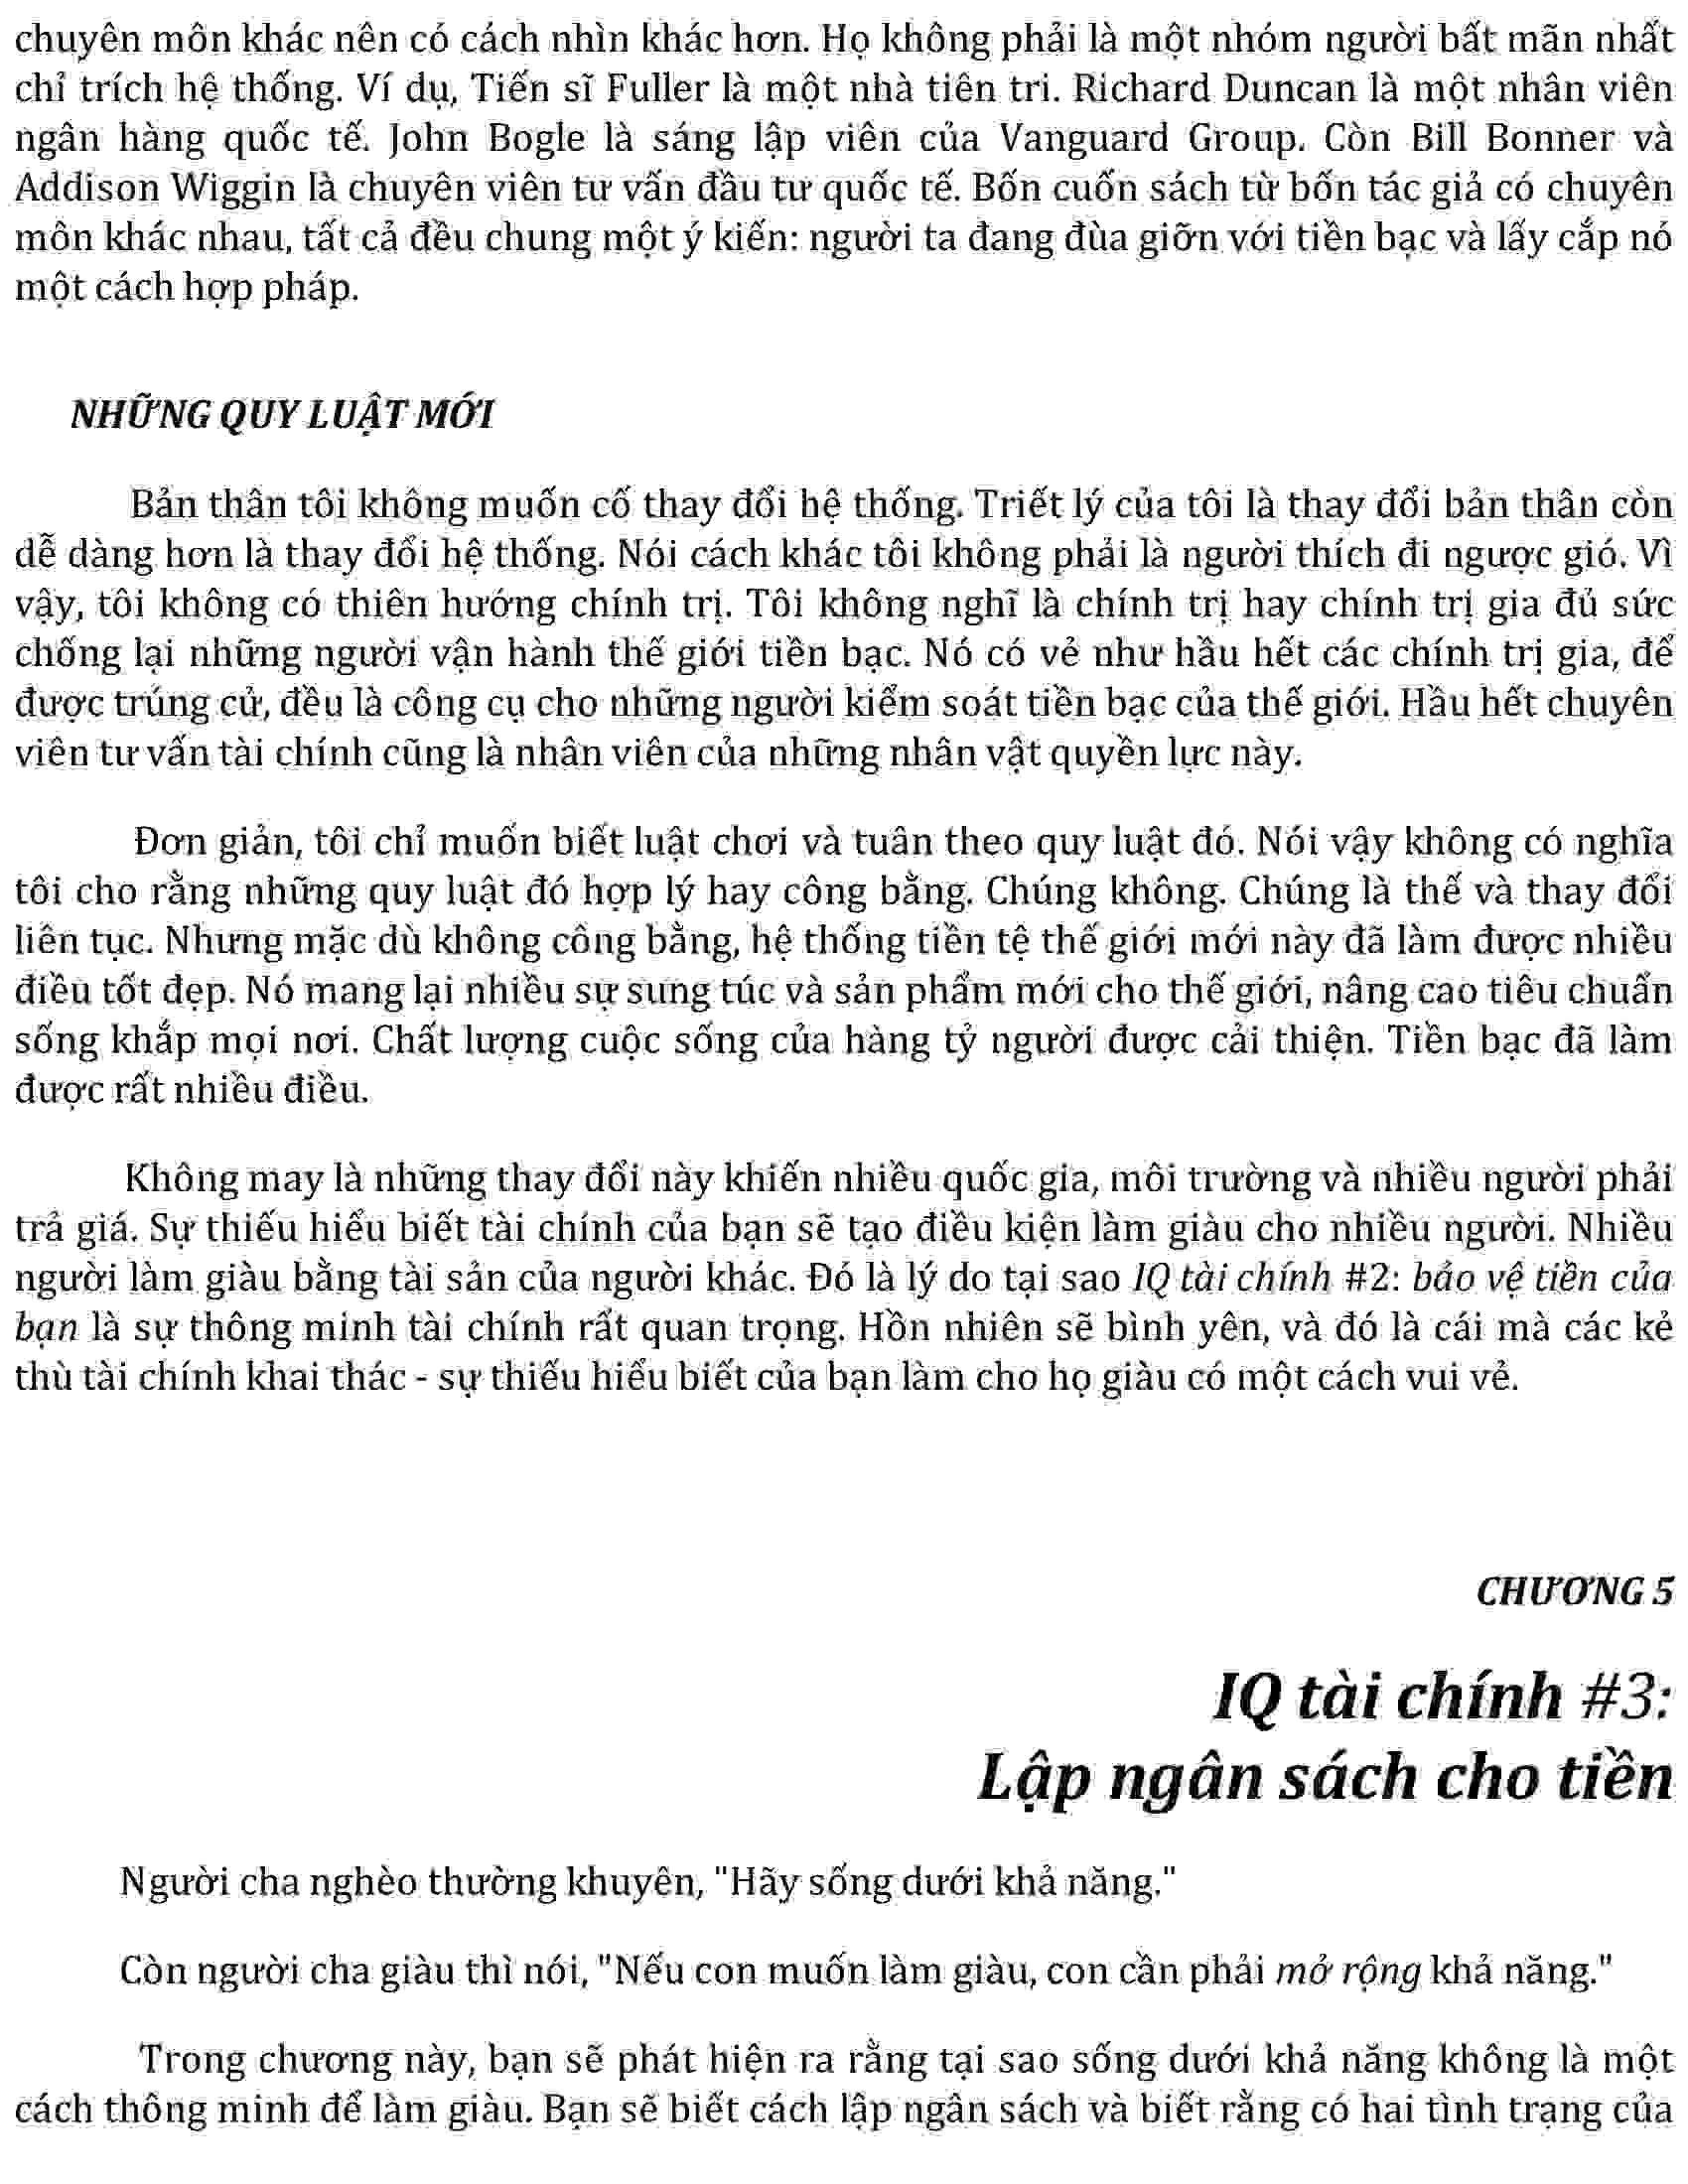 chuyên môn khác nên có cách nhìn khác hơn. Họ không phải là một nhóm người bất mãn nhất
chỉ trích hệ thống. Ví dụ, Tiến sĩ Fuller là một nhà tiên tri. Richard Duncan là một nhân viên
ngân hàng quốc tế. John Bogle là sáng lập viên của Vanguard Group. Còn Bill Bonner và
Addison Wiggin là chuyên viên tư vấn đầu tư quốc tế. Bốn cuốn sách từ bốn tác giả có chuyên
môn khác nhau, tất cả đều chung một ý kiến: người ta đang đùa giỡn với tiền bạc và lấy cắp nó
một cách hợp pháp.
NHỮNG QUY LUẬT MỚI
Bản thân tôi không muốn cố thay đổi hệ thống. Triết lý của tôi là thay đổi bản thân còn
dễ dàng hơn là thay đổi hệ thống. Nói cách khác tôi không phải là người thích đi ngược gió. Vì
vậy, tôi không có thiên hướng chính trị. Tôi không nghĩ là chính trị hay chính trị gia đủ sức
chống lại những người vận hành thế giới tiền bạc. Nó có vẻ như hầu hết các chính trị gia, để
được trúng cử, đều là công cụ cho những người kiểm soát tiền bạc của thế giới. Hầu hết chuyên
viên tư vấn tài chính cũng là nhân viên của những nhân vật quyền lực này.
Đơn giản, tôi chỉ muốn biết luật chơi và tuân theo quy luật đó. Nói vậy không có nghĩa
tôi cho rằng những quy luật đó hợp lý hay công bằng. Chúng không. Chúng là thế và thay đổi
liên tục. Nhưng mặc dù không công bằng, hệ thống tiền tệ thế giới mới này đã làm được nhiều
điều tốt đẹp. Nó mang lại nhiều sự sung túc và sản phẩm mới cho thế giới, nâng cao tiêu chuẩn
sống khắp mọi nơi. Chất lượng cuộc sống của hàng tỷ người được cải thiện. Tiền bạc đã làm
được rất nhiều điều.
Không may là những thay đổi này khiến nhiều quốc gia, môi trường và nhiều người phải
trả giá. Sự thiếu hiểu biết tài chính của bạn sẽ tạo điều kiện làm giàu cho nhiều người. Nhiều
người làm giàu bằng tài sản của người khác. Đó là lý do tại sao IQ tài chính #2: bảo vệ tiền của
bạn là sự thông minh tài chính rất quan trọng. Hồn nhiên sẽ bình yên, và đó là cái mà các kẻ
thù tài chính khai thác - sự thiếu hiểu biết của bạn làm cho họ giàu có một cách vui vẻ.
CHƯƠNG 5
IQ tài chính #3:
Lập ngân sách cho tiền
Người cha nghèo thường khuyên, "Hãy sống dưới khả năng."
Còn người cha giàu thì nói, "Nếu con muốn làm giàu, con cần phải mở rộng khả năng."
Trong chương này, bạn sẽ phát hiện ra rằng tại sao sống dưới khả năng không là một
cách thông minh để làm giàu. Bạn sẽ biết cách lập ngân sách và biết rằng có hai tình trạng của